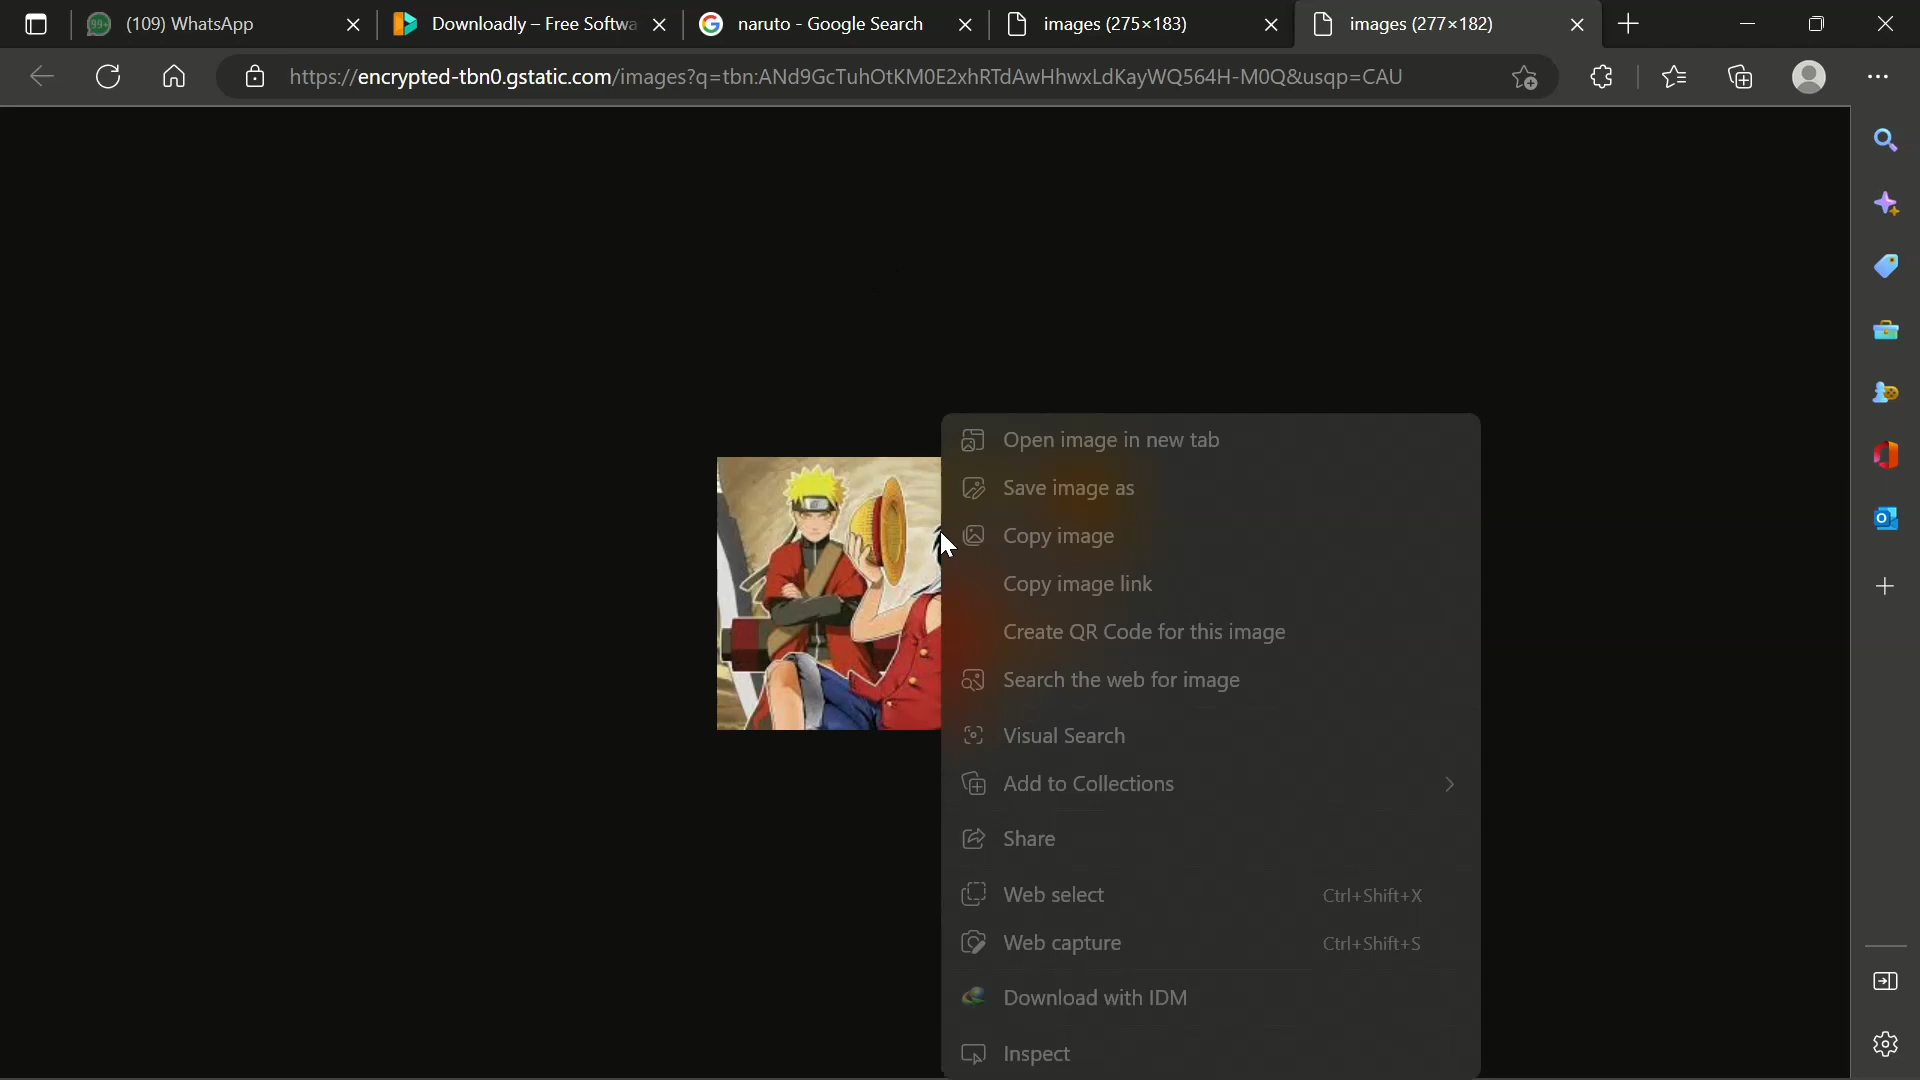 (109) WhatsApp
Downloadly – Free Softwa
naruto - Google Search
images (275×183)
images (277×182)
https://encrypted-tbn0.gstatic.com/images?q=tbn:ANd9GcTuhOtKM0E2xhRTdAwHhwxLdKayWQ564H-M0Q&usqp=CAU
Open image in new tab
Save image as
Copy image
Copy image link
Create QR Code for this image
Search the web for image
Visual Search
Add to Collections
Share
Web select Ctrl+Shift+X
Web capture Ctrl+Shift+S
Download with IDM
Inspect